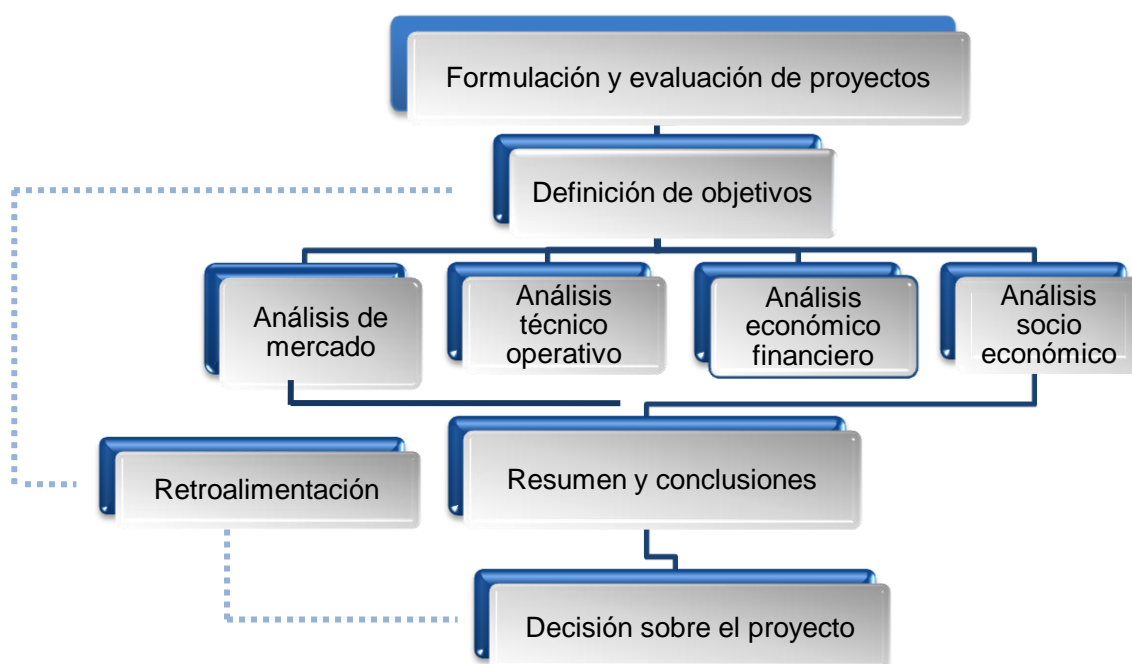 Formulación y evaluación de proyectos
Definición de objetivos
Análisis de
mercado
Análisis
técnico
operativo
Análisis
económico
financiero
Análisis
socio
económico
Retroalimentación
Resumen y conclusiones
Decisión sobre el proyecto